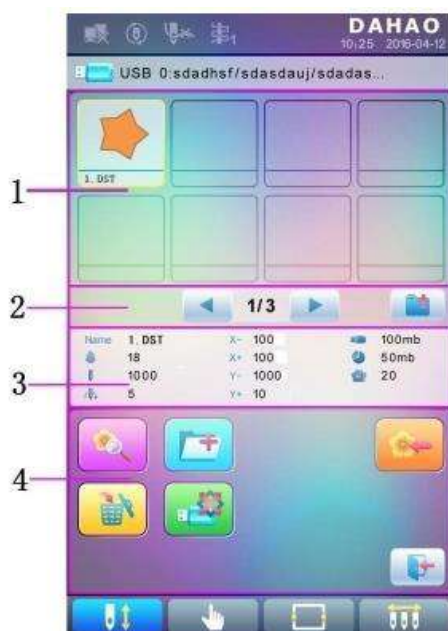 DAHAO
10:25 2016-04-12
USB 0:sdadhsf/sdasdauj/sdadas...
1
1. DST
2
1/3
3
Name 1. DST X- 100 100mb
18 X+ 100 50mb
1000 Y- 1000 20
5 Y+ 10
4